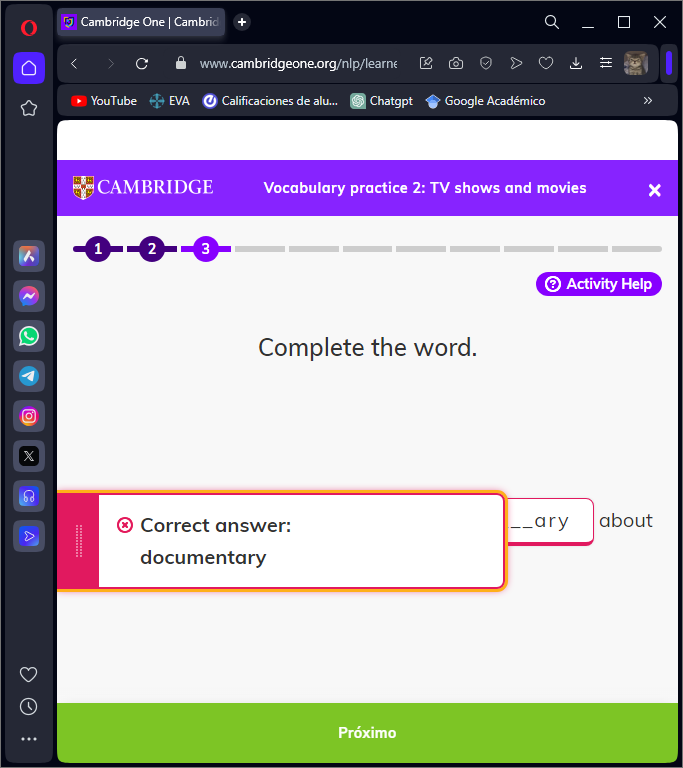 Cambridge One | Cambrid
www.cambridgeone.org/nlp/learne
YouTube EVA Calificaciones de alu... Chatgpt Google Académico
CAMBRIDGE Vocabulary practice 2: TV shows and movies
1 2 3
Activity Help
Complete the word.
Correct answer:
documentary
__ary about
Próximo